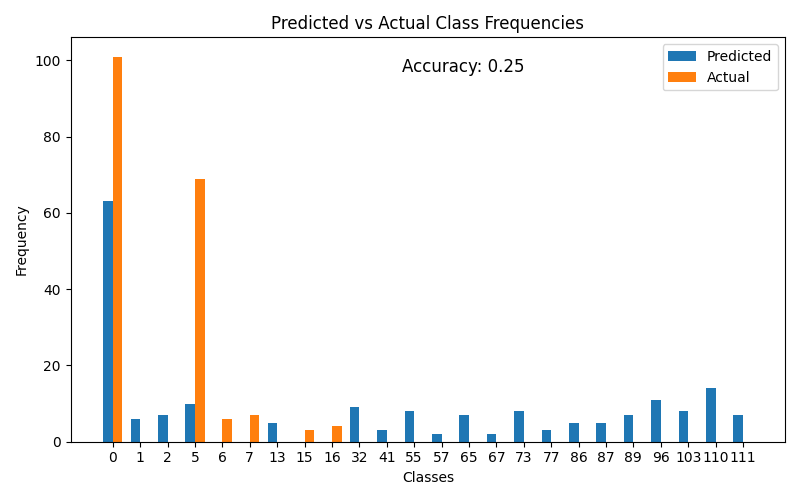 Predicted vs Actual Class Frequencies
Accuracy: 0.25
Predicted
Actual
Frequency
100
80
60
40
20
0
0 1 2 5 6 7 13 15 16 32 41 55 57 65 67 73 77 86 87 89 96 103 110 111
Classes